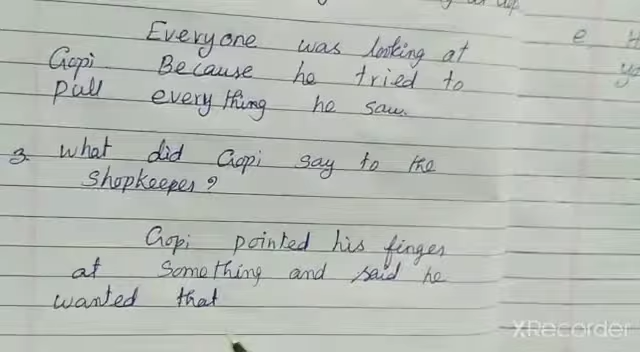 Everyone was looking at
Gopi Because he tried to
pull everything he saw.
3. What did Gopi say to the
shopkeeper?
Gopi pointed his finger
at something and said he
wanted that
XRecorder